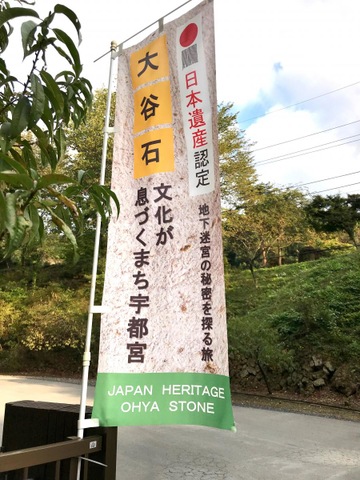 日本遺産認定
地下迷宮の秘密を探る旅
大谷石
文化が
息づくまち宇都宮
JAPAN HERITAGE
OHYA STONE